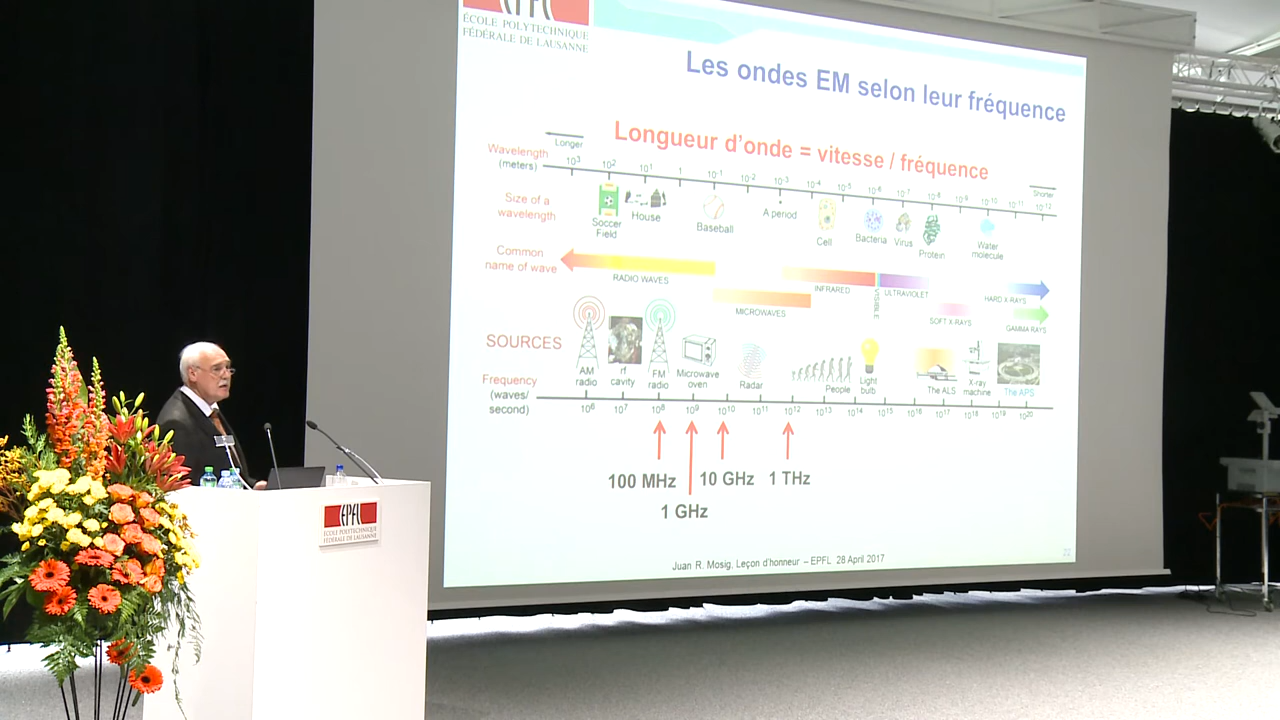 EPFL
ÉCOLE POLYTECHNIQUE
FÉDÉRALE DE LAUSANNE
Les ondes EM selon leur fréquence
Longueur d'onde = vitesse / fréquence
Longer
Shorter
Wavelength
(meters)
10³ 10² 10¹ 1 10⁻¹ 10⁻² 10⁻³ 10⁻⁴ 10⁻⁵ 10⁻⁶ 10⁻⁷ 10⁻⁸ 10⁻⁹ 10⁻¹⁰ 10⁻¹¹ 10⁻¹²
Size of a
wavelength
Soccer
Field
House
Baseball
A period
Cell
Bacteria
Virus
Protein
Water
molecule
Common
name of wave
RADIO WAVES
MICROWAVES
INFRARED
VISIBLE
ULTRAVIOLET
SOFT X RAYS
HARD X-RAYS
GAMMA RAYS
SOURCES
AM
radio
rf
cavity
FM
radio
Microwave
oven
Radar
People
Light
bulb
The ALS
X-ray
machine
The APS
Frequency
(waves/
second)
10⁶ 10⁷ 10⁸ 10⁹ 10¹⁰ 10¹¹ 10¹² 10¹³ 10¹⁴ 10¹⁵ 10¹⁶ 10¹⁷ 10¹⁸ 10¹⁹ 10²⁰
100 MHz
10 GHz
1 THz
1 GHz
Juan R. Mosig, Leçon d'honneur – EPFL 28 April 2017
EPFL
ÉCOLE POLYTECHNIQUE
FÉDÉRALE DE LAUSANNE